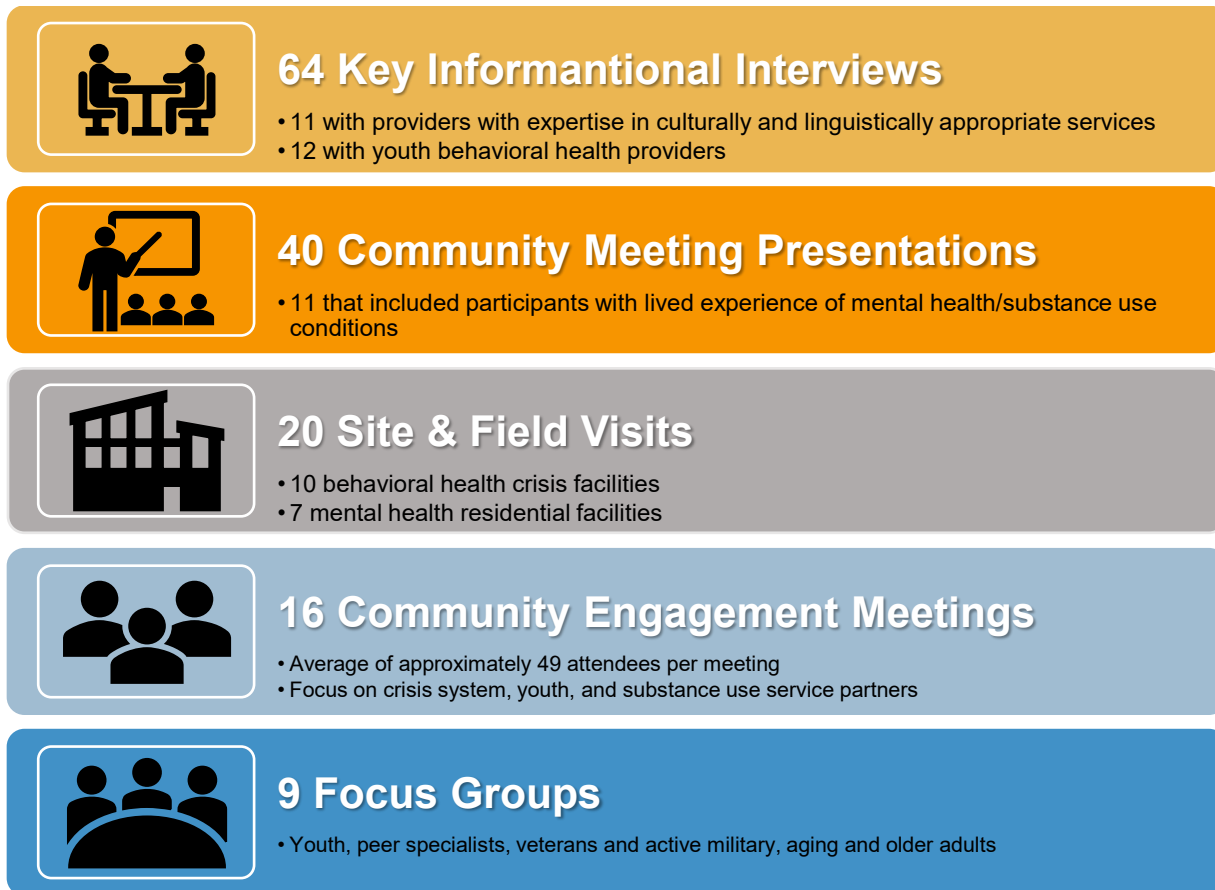 64 Key Informantional Interviews
• 11 with providers with expertise in culturally and linguistically appropriate services
• 12 with youth behavioral health providers
40 Community Meeting Presentations
• 11 that included participants with lived experience of mental health/substance use
conditions
20 Site & Field Visits
• 10 behavioral health crisis facilities
• 7 mental health residential facilities
16 Community Engagement Meetings
• Average of approximately 49 attendees per meeting
• Focus on crisis system, youth, and substance use service partners
9 Focus Groups
• Youth, peer specialists, veterans and active military, aging and older adults